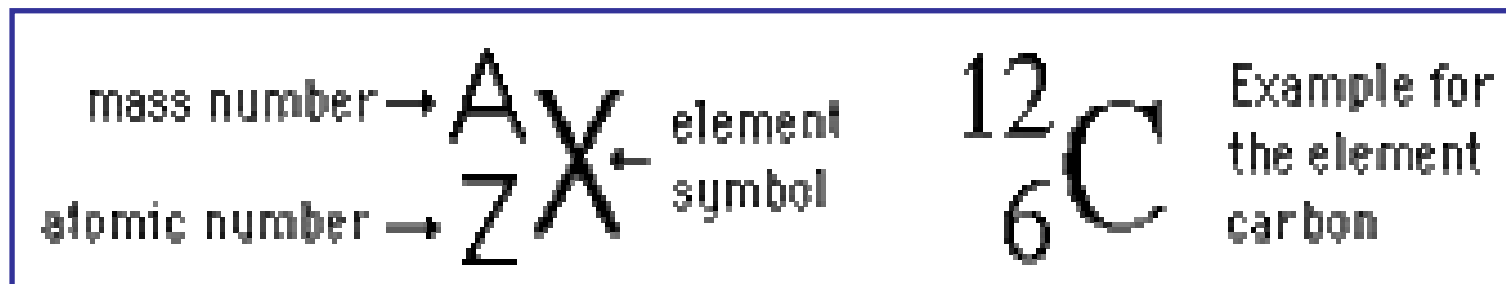 mass number → A
Z
X
atomic number →
← element
symbol
12
6
C
Example for
the element
carbon